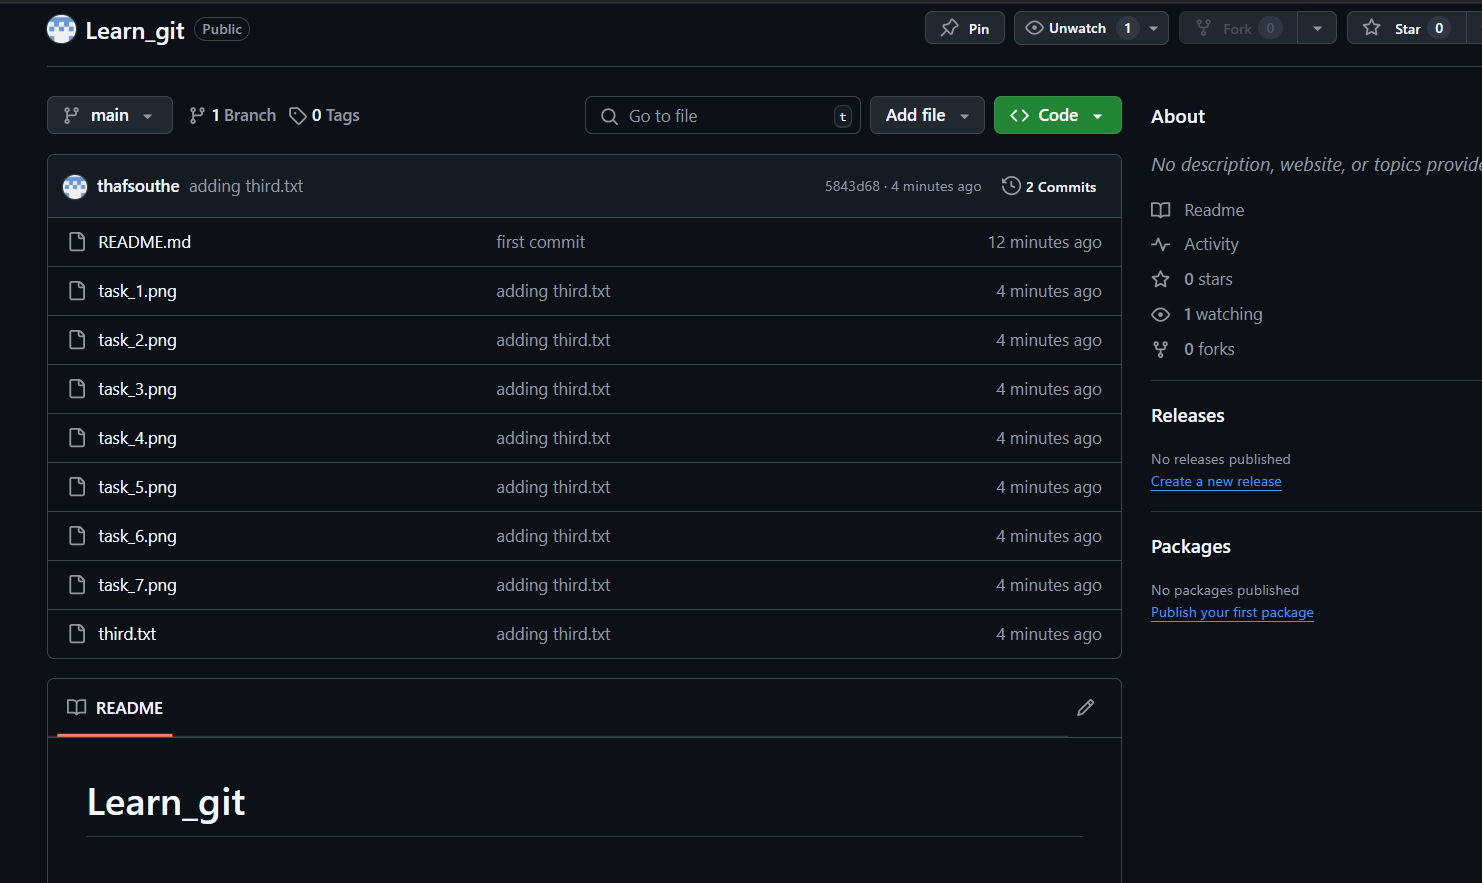 Learn_git Public Pin Unwatch 1 Fork 0 Star 0
main 1 Branch 0 Tags Go to file t Add file Code
thafsouthe adding third.txt 5843d68 · 4 minutes ago 2 Commits
README.md first commit 12 minutes ago
task_1.png adding third.txt 4 minutes ago
task_2.png adding third.txt 4 minutes ago
task_3.png adding third.txt 4 minutes ago
task_4.png adding third.txt 4 minutes ago
task_5.png adding third.txt 4 minutes ago
task_6.png adding third.txt 4 minutes ago
task_7.png adding third.txt 4 minutes ago
third.txt adding third.txt 4 minutes ago
README
Learn_git
About
No description, website, or topics provide
Readme
Activity
0 stars
1 watching
0 forks
Releases
No releases published
Create a new release
Packages
No packages published
Publish your first package